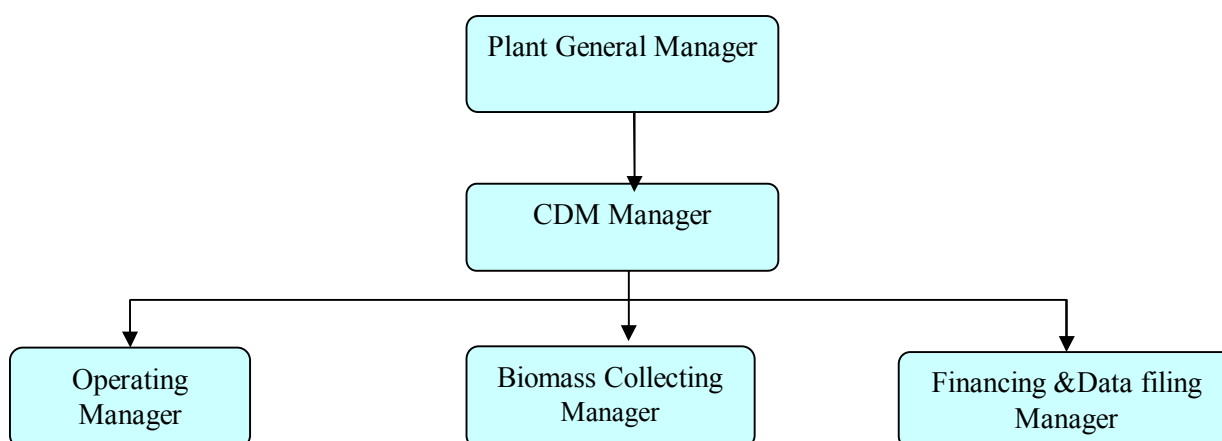 Plant General Manager
CDM Manager
Operating
Manager
Biomass Collecting
Manager
Financing &Data filing
Manager